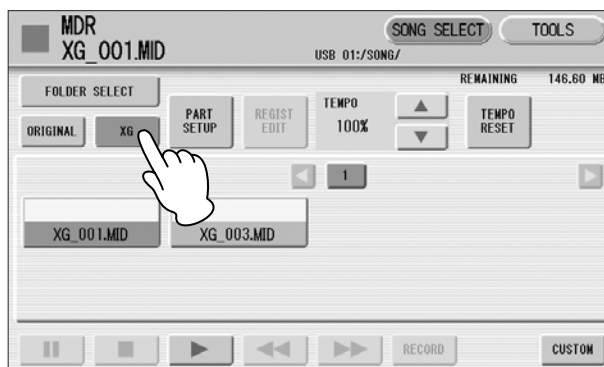 MDR
XG_001.MID
SONG SELECT
TOOLS
USB 01:/SONG/
REMAINING 146.60 MB
FOLDER SELECT
ORIGINAL
XG
PART
SETUP
REGIST
EDIT
TEMPO
100%
TEMPO
RESET
1
XG_001.MID
XG_003.MID
RECORD
CUSTOM